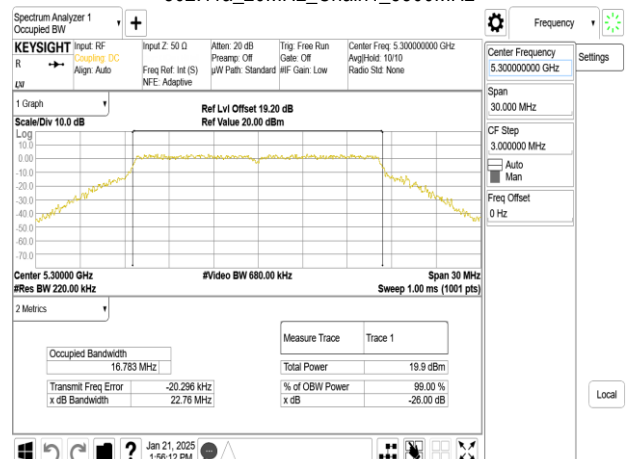 Spectrum Analyzer 1
Occupied BW
Frequency
KEYSIGHT
R
LXI
Input: RF
Coupling: DC
Align: Auto
Input Z: 50 Ω
Freq Ref: Int (S)
NFE: Adaptive
Atten: 20 dB
Preamp: Off
µW Path: Standard
Trig: Free Run
Gate: Off
#IF Gain: Low
Center Freq: 5.300000000 GHz
Avg|Hold: 10/10
Radio Std: None
Center Frequency
5.300000000 GHz
Settings
Span
30.000 MHz
CF Step
3.000000 MHz
Auto
Man
Freq Offset
0 Hz
1 Graph
Scale/Div 10.0 dB
Ref Lvl Offset 19.20 dB
Ref Value 20.00 dBm
Log
10.0
0.00
-10.0
-20.0
-30.0
-40.0
-50.0
-60.0
-70.0
Center 5.30000 GHz
#Video BW 680.00 kHz
Span 30 MHz
#Res BW 220.00 kHz
Sweep 1.00 ms (1001 pts)
2 Metrics
Measure Trace Trace 1
Occupied Bandwidth
16.783 MHz
Total Power 19.9 dBm
Transmit Freq Error -20.296 kHz
% of OBW Power 99.00 %
x dB Bandwidth 22.76 MHz
x dB -26.00 dB
Local
?
Jan 21, 2025
1:56:12 PM